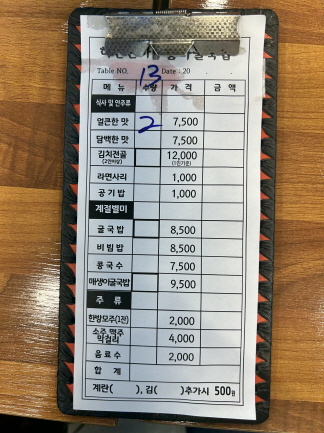 Table NO. 13 Date : 20
메 뉴 수량 가 격 금 액
식사 및 안주류
얼큰한 맛 2 7,500
담백한 맛 7,500
김치전골 12,000
라면사리 1,000
공 기 밥 1,000
계절별미
굴 국 밥 8,500
비 빔 밥 8,500
콩 국 수 7,500
매생이굴국밥 9,500
주 류
한방모주(1잔) 2,000
소주 맥주 4,000
막걸리
음 료 수 2,000
합 계
계란( ), 김( )추가시 500원